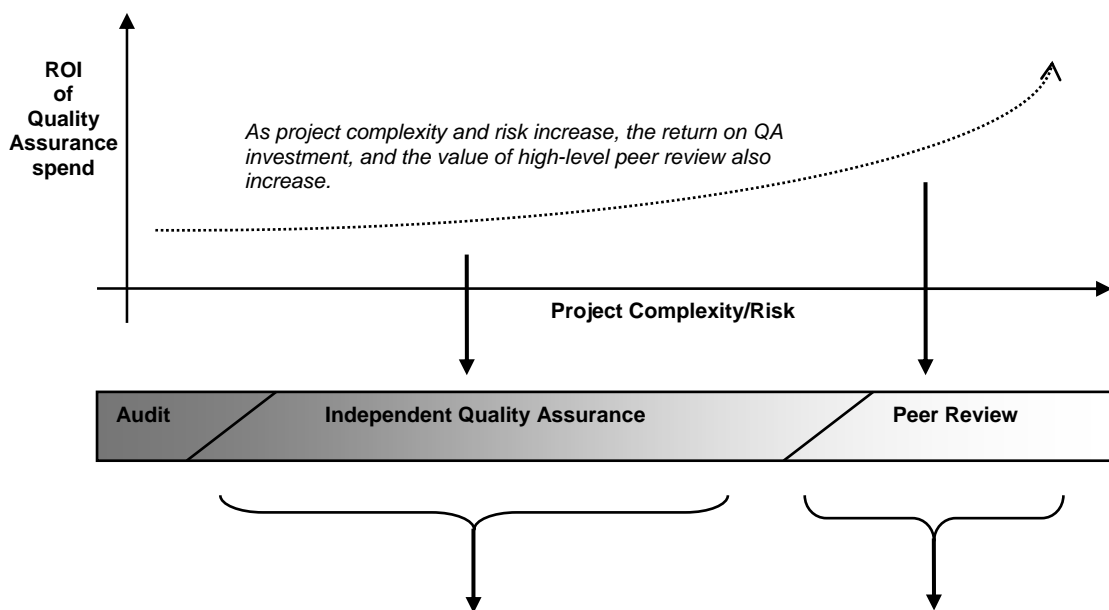 ROI
of
Quality
Assurance
spend
As project complexity and risk increase, the return on QA
investment, and the value of high-level peer review also
increase.
Project Complexity/Risk
Audit
Independent Quality Assurance
Peer Review